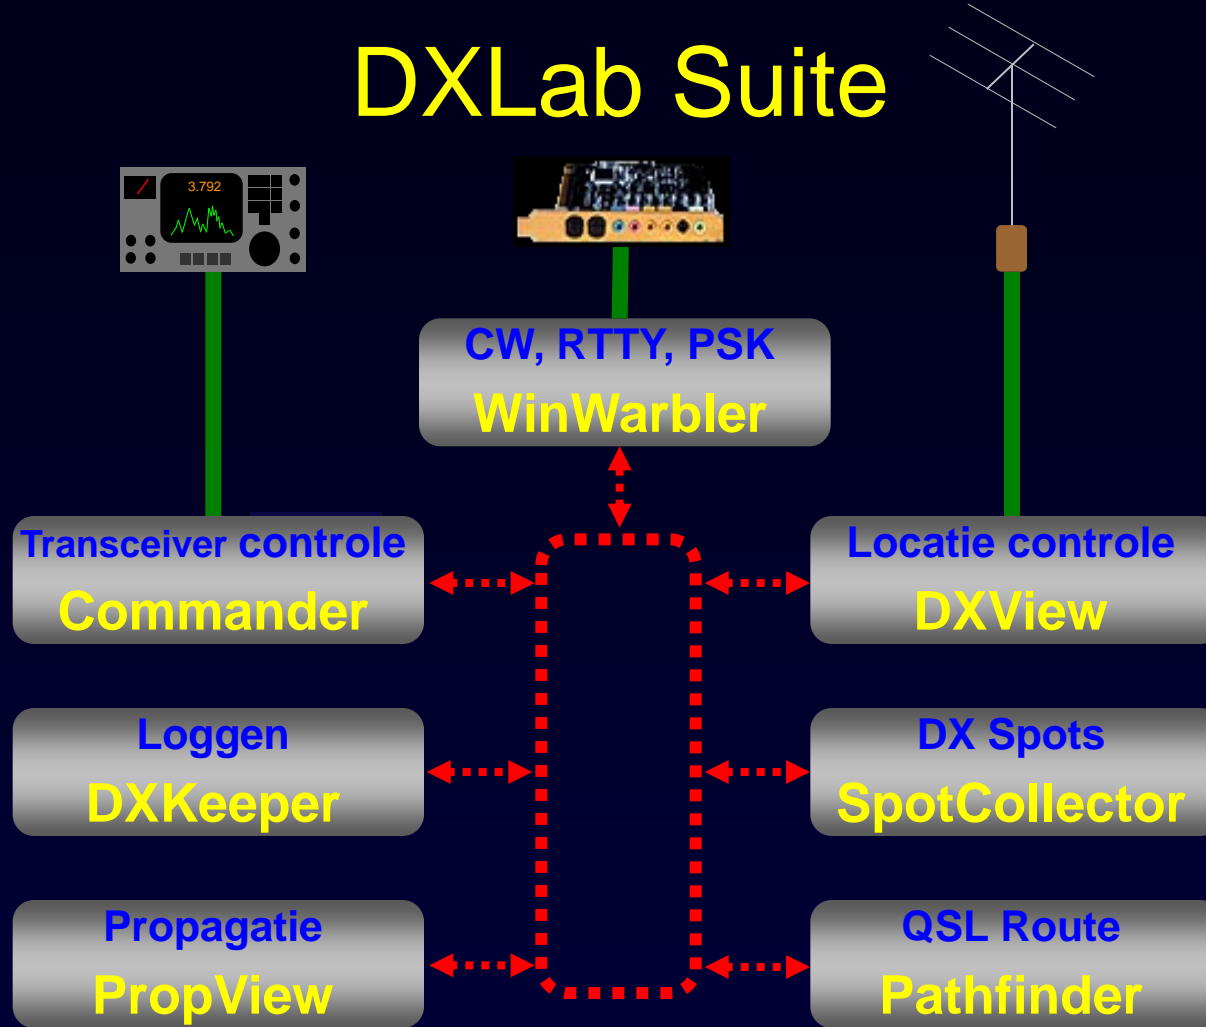 DXLab Suite
3.792
CW, RTTY, PSK
WinWarbler
Transceiver controle
Commander
Locatie controle
DXView
Loggen
DXKeeper
DX Spots
SpotCollector
Propagatie
PropView
QSL Route
Pathfinder